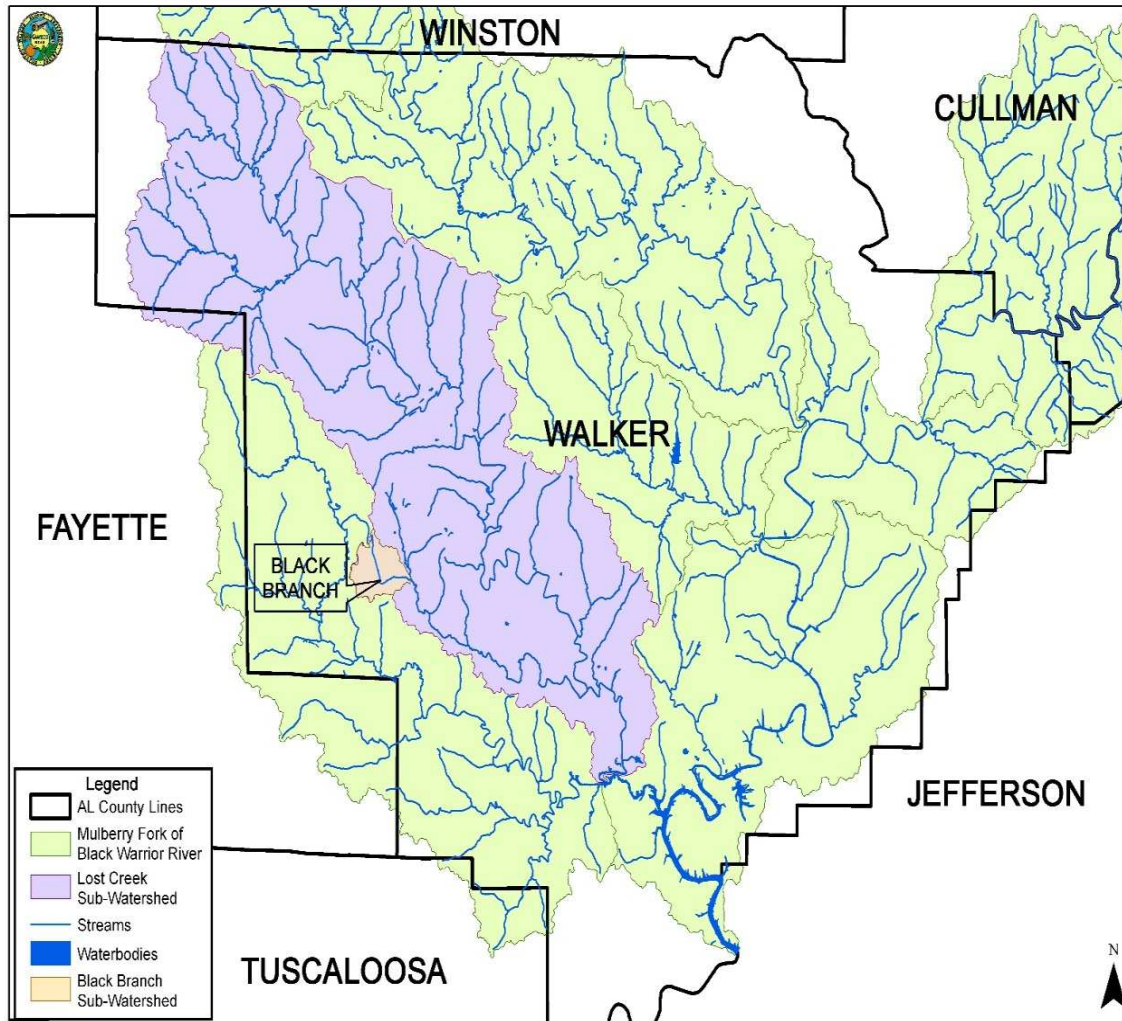 WINSTON
CULLMAN
WALKER
FAYETTE
BLACK
BRANCH
JEFFERSON
TUSCALOOSA
Legend
AL County Lines
Mulberry Fork of
Black Warrior River
Lost Creek
Sub-Watershed
Streams
Waterbodies
Black Branch
Sub-Watershed
N